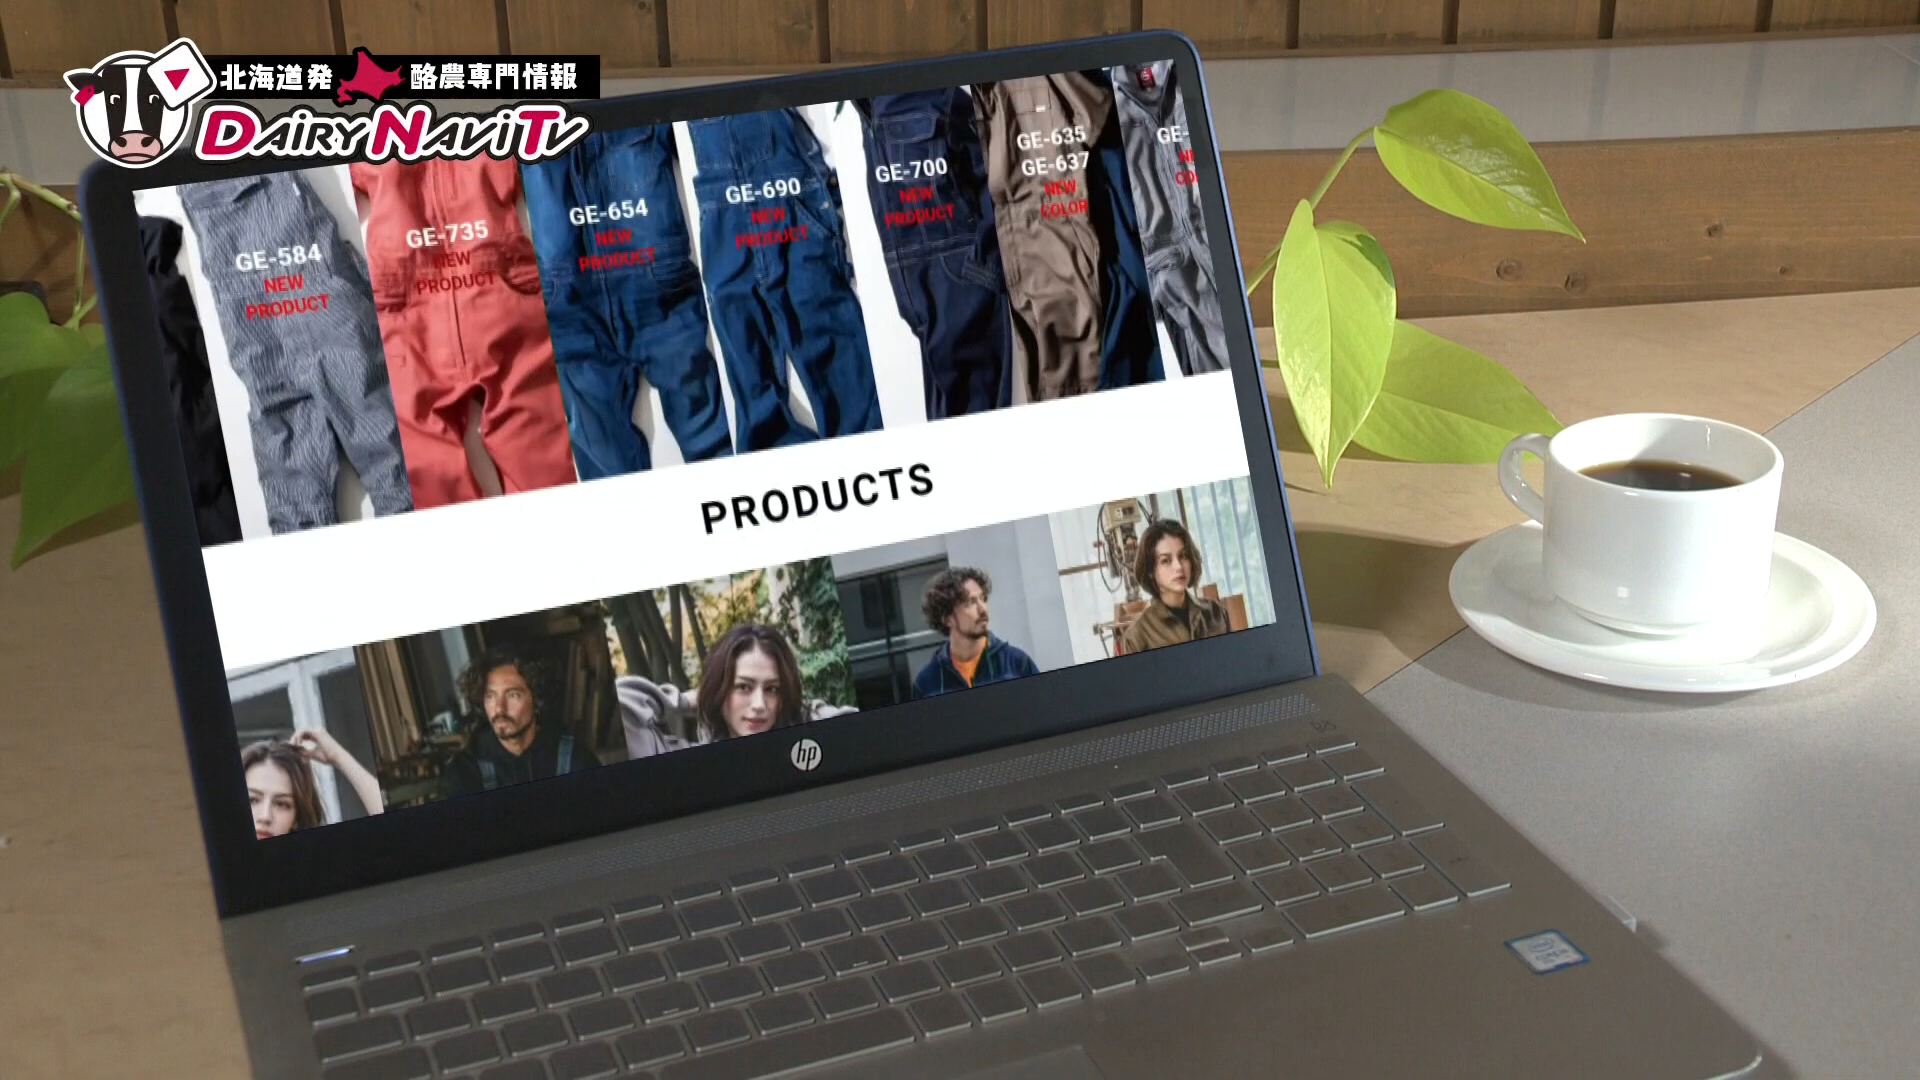 北海道発 酪農専門情報
DAIRY NAVI TV
GE-584
NEW
PRODUCT
GE-735
NEW
PRODUCT
GE-654
NEW
PRODUCT
GE-690
NEW
PRODUCT
GE-700
NEW
PRODUCT
GE-635
GE-637
NEW
COLOR
GE-
PRODUCTS
hp